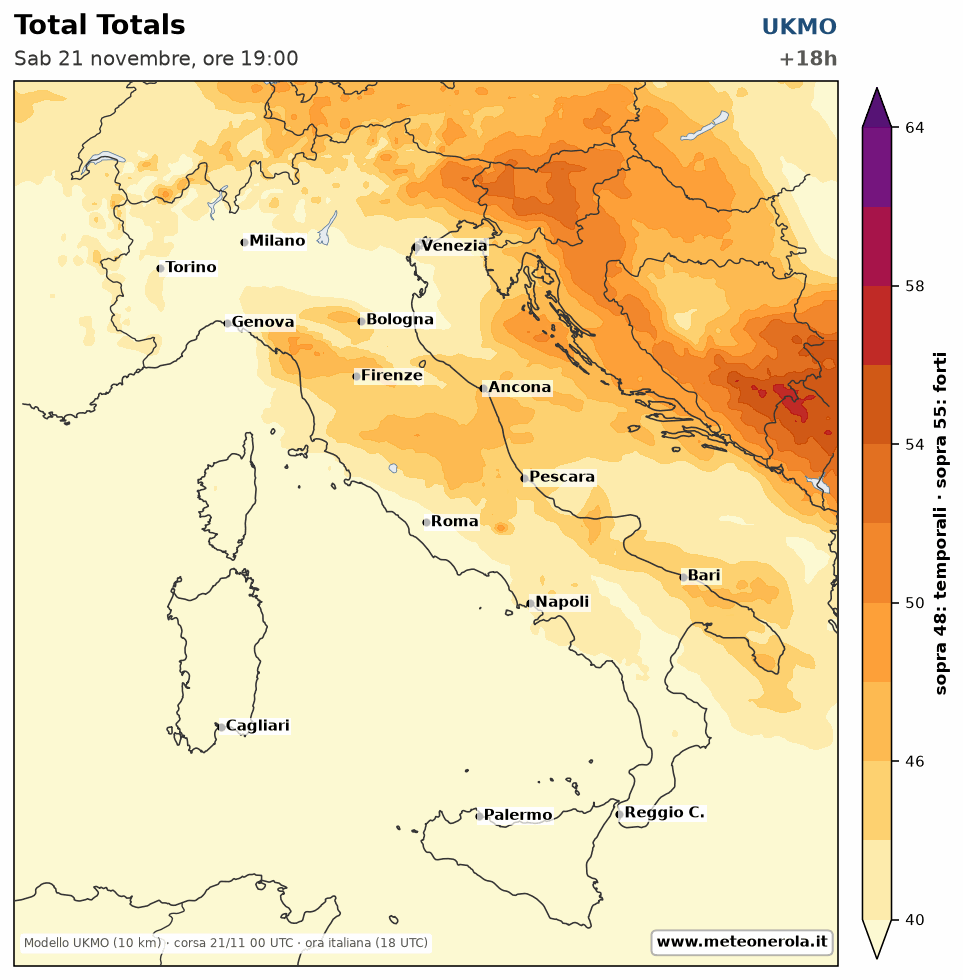 Total Totals
UKMO
Sab 21 novembre, ore 19:00
+18h
64
58
54
50
46
40
sopra 48: temporali · sopra 55: forti
Milano
Venezia
Torino
Genova
Bologna
Firenze
Ancona
Pescara
Roma
Bari
Napoli
Cagliari
Palermo
Reggio C.
Modello UKMO (10 km) · corsa 21/11 00 UTC · ora italiana (18 UTC)
www.meteonerola.it